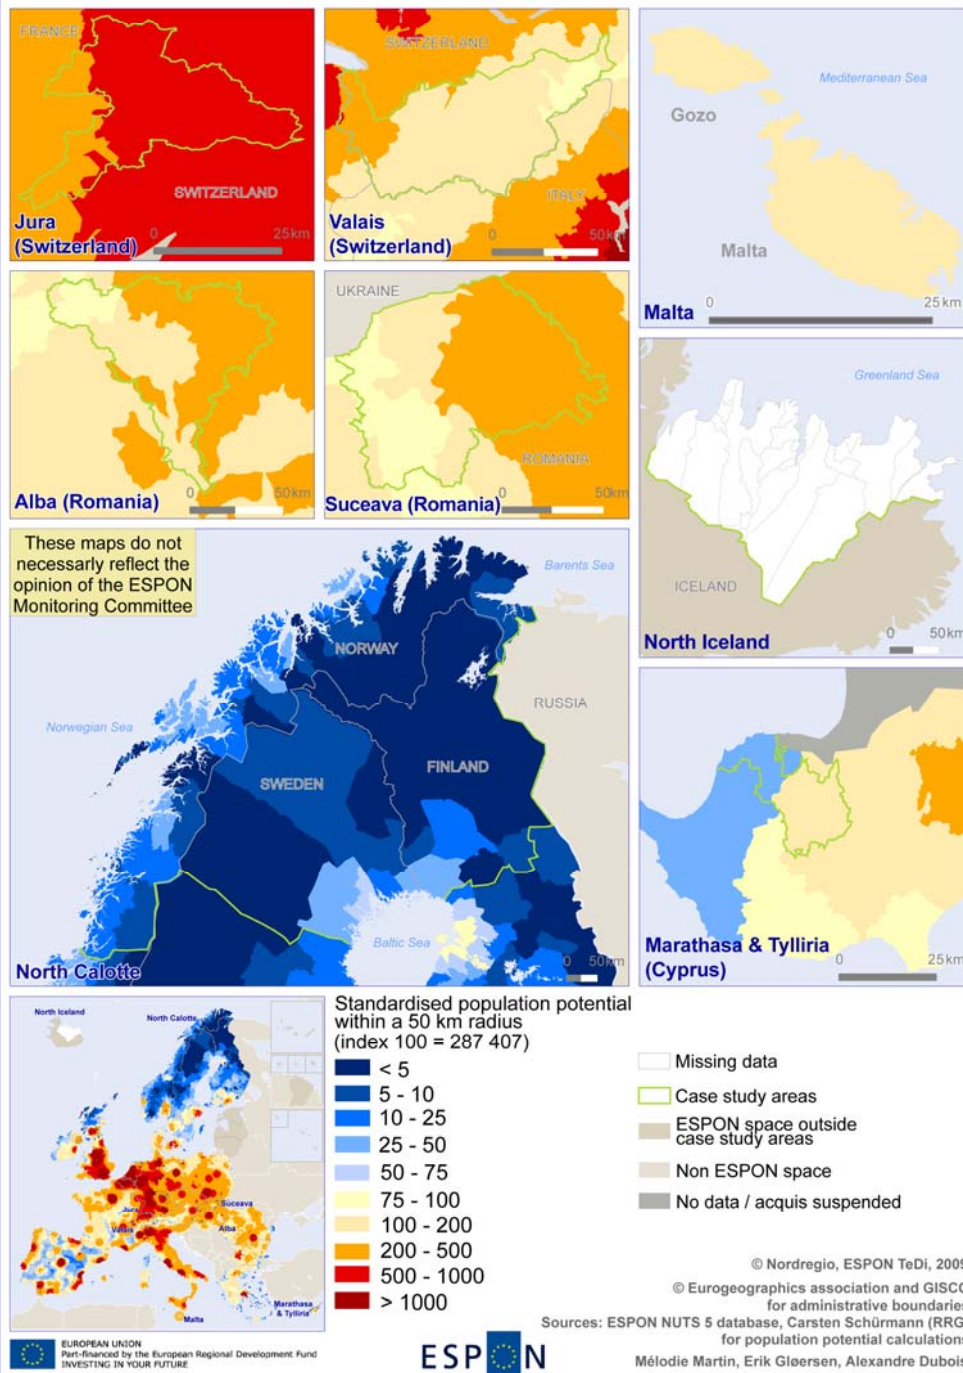 FRANCE
SWITZERLAND
Jura
(Switzerland)
0
25km
SWITZERLAND
ITALY
Valais
(Switzerland)
0
50km
Mediterranean Sea
Gozo
Malta
0
25km
Malta
Alba (Romania)
0
50km
UKRAINE
ROMANIA
Suceava (Romania)
0
50km
Greenland Sea
ICELAND
0
50km
North Iceland
These maps do not
necessarly reflect the
opinion of the ESPON
Monitoring Committee
Barents Sea
NORWAY
RUSSIA
Norwegian Sea
SWEDEN
FINLAND
Baltic Sea
North Calotte
0
50km
Marathasa & Tylliria
(Cyprus)
0
25km
North Iceland
North Calotte
Suceava
Jura
Valais
Alba
Marathasa
& Tylliria
Malta
Standardised population potential
within a 50 km radius
(index 100 = 287 407)
< 5
5 - 10
10 - 25
25 - 50
50 - 75
75 - 100
100 - 200
200 - 500
500 - 1000
> 1000
Missing data
Case study areas
ESPON space outside
case study areas
Non ESPON space
No data / acquis suspended
© Nordregio, ESPON TeDi, 2009
© Eurogeographics association and GISCO
for administrative boundaries
Sources: ESPON NUTS 5 database, Carsten Schürmann (RRG)
for population potential calculations
Mélodie Martin, Erik Gløersen, Alexandre Dubois
EUROPEAN UNION
Part-financed by the European Regional Development Fund
INVESTING IN YOUR FUTURE
ESPON